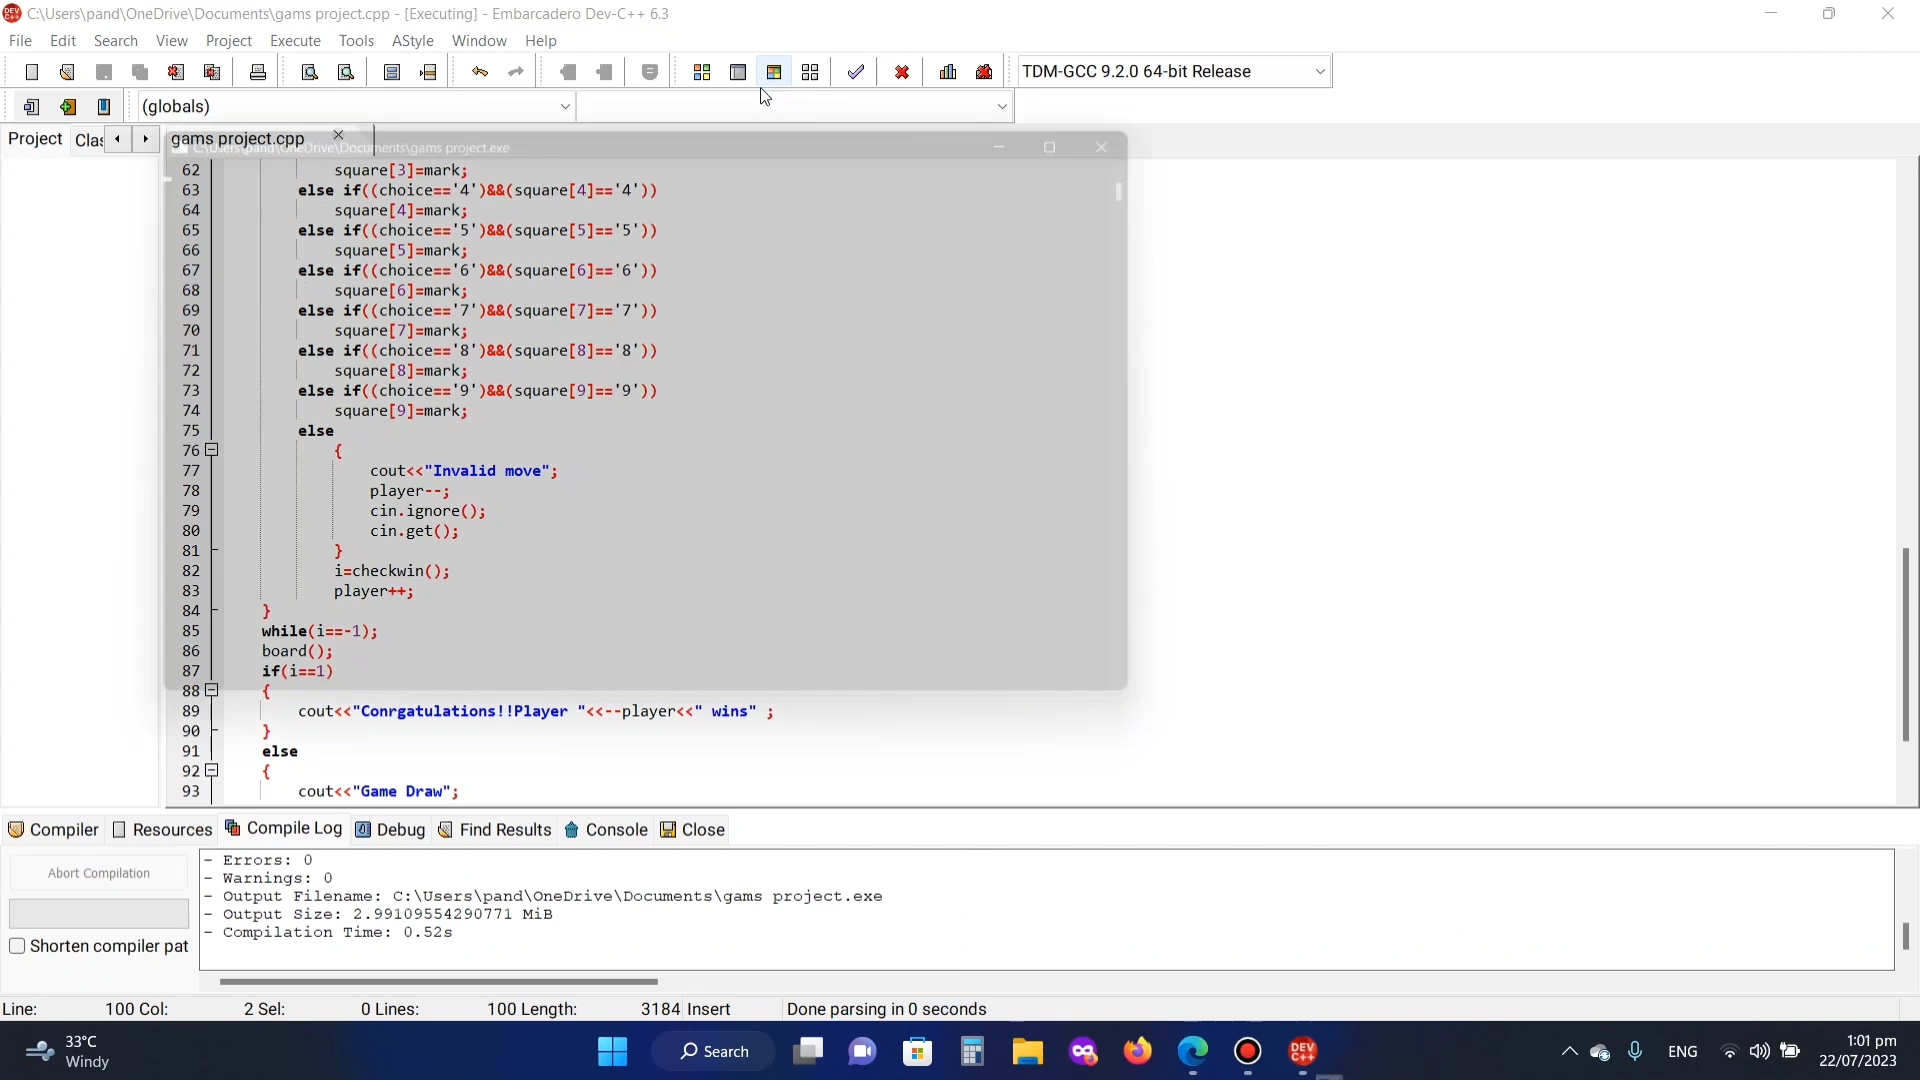 C:\Users\pand\OneDrive\Documents\gams project.cpp - [Executing] - Embarcadero Dev-C++ 6.3
File Edit Search View Project Execute Tools AStyle Window Help
TDM-GCC 9.2.0 64-bit Release
(globals)
Project Clas gams project.cpp
C:\Users\pand\OneDrive\Documents\gams project.exe
62 square[3]=mark;
63 else if((choice=='4')&&(square[4]=='4'))
64 square[4]=mark;
65 else if((choice=='5')&&(square[5]=='5'))
66 square[5]=mark;
67 else if((choice=='6')&&(square[6]=='6'))
68 square[6]=mark;
69 else if((choice=='7')&&(square[7]=='7'))
70 square[7]=mark;
71 else if((choice=='8')&&(square[8]=='8'))
72 square[8]=mark;
73 else if((choice=='9')&&(square[9]=='9'))
74 square[9]=mark;
75 else
76 {
77 cout<<"Invalid move";
78 player--;
79 cin.ignore();
80 cin.get();
81 }
82 i=checkwin();
83 player++;
84 }
85 while(i==-1);
86 board();
87 if(i==1)
88 {
89 cout<<"Conrgatulations!!Player "<<--player<<" wins" ;
90 }
91 else
92 {
93 cout<<"Game Draw";
Compiler Resources Compile Log Debug Find Results Console Close
Abort Compilation
Shorten compiler pat
- Errors: 0
- Warnings: 0
- Output Filename: C:\Users\pand\OneDrive\Documents\gams project.exe
- Output Size: 2.99109554290771 MiB
- Compilation Time: 0.52s
Line: 100 Col: 2 Sel: 0 Lines: 100 Length: 3184 Insert Done parsing in 0 seconds
33°C
Windy
Search
DEV
C++
ENG
1:01 pm
22/07/2023